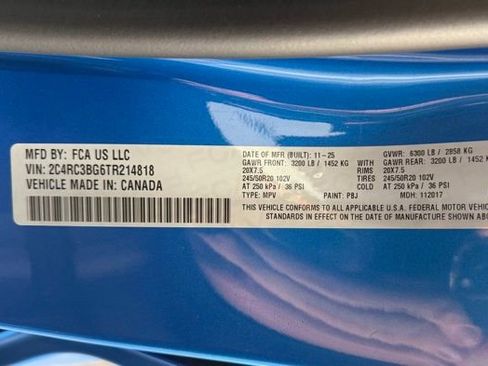 MFD BY: FCA US LLC
VIN: 2C4RC3BG6TR214818
VEHICLE MADE IN: CANADA
DATE OF MFR (BUILT): 11-25 GVWR: 6300 LB / 2858 KG
GAWR FRONT: 3200 LB / 1452 KG GAWR REAR: 3200 LB / 1452 KG
20X7.5 RIMS 20X7.5
245/50R20 102V TIRES 245/50R20 102V
AT 250 kPa / 36 PSI AT 250 kPa / 36 PSI
TYPE: MPV PAINT: PBJ MDH: 112017
THIS VEHICLE CONFORMS TO ALL APPLICABLE U.S.A. FEDERAL MOTOR VEHIC
STANDARDS IN EFFECT ON THE DATE OF MANUFACTURE SHOWN ABO